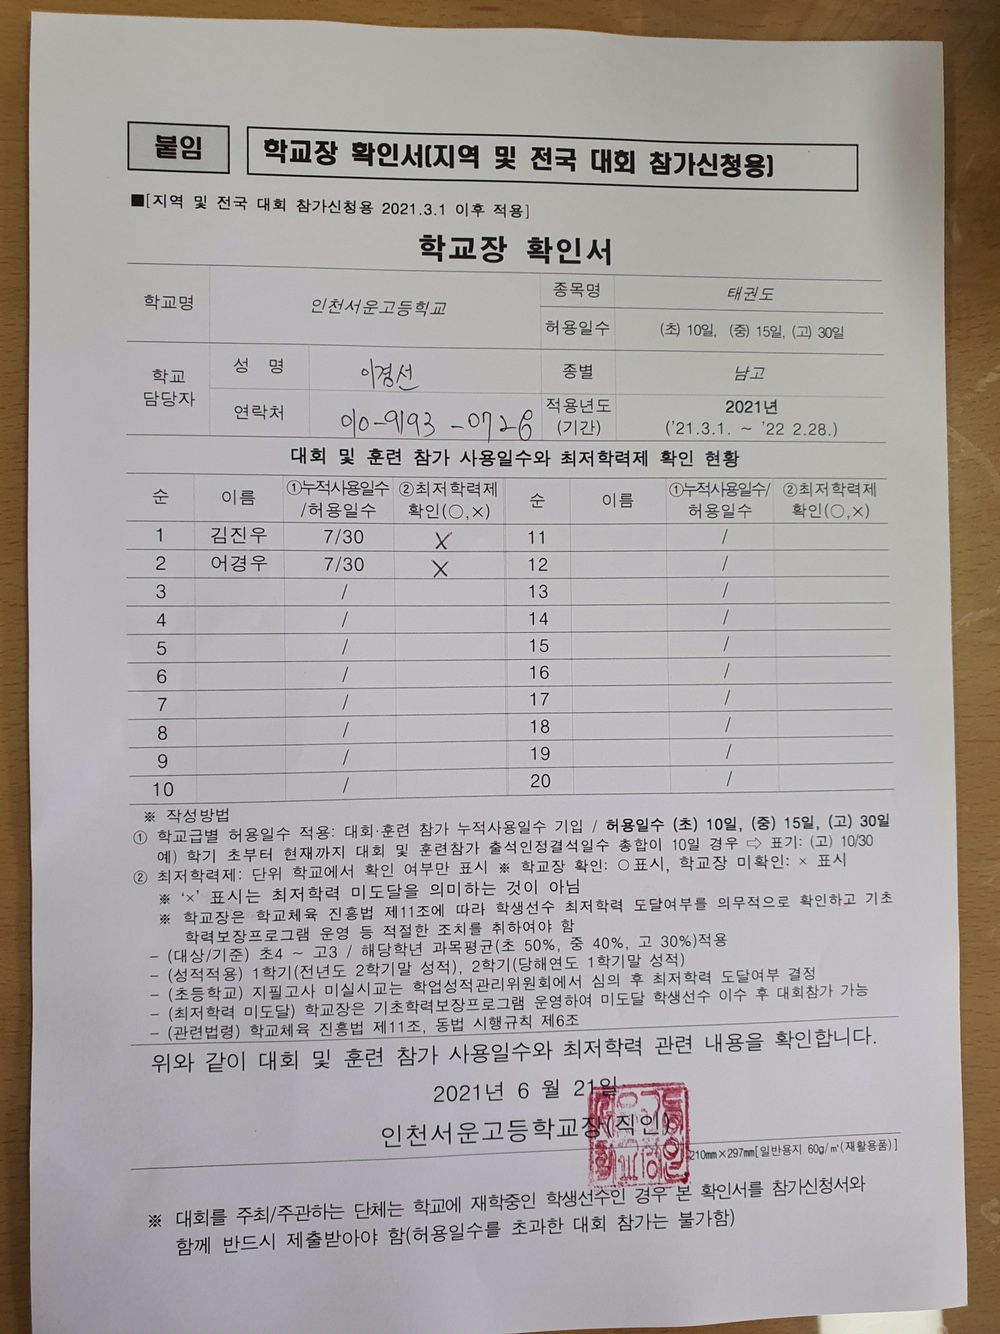 붙임
학교장 확인서(지역 및 전국 대회 참가신청용)
■[지역 및 전국 대회 참가신청용 2021.3.1 이후 적용]
학교장 확인서
학교명 인천서운고등학교 종목명 태권도
허용일수 (초) 10일, (중) 15일, (고) 30일
학교 담당자 성 명 이경선 종별 남고
연락처 010-9193-0726 적용년도 (기간) 2021년 ('21.3.1. ~ '22 2.28.)
대회 및 훈련 참가 사용일수와 최저학력제 확인 현황
순 이름 ①누적사용일수/허용일수 ②최저학력제 확인(○,×) 순 이름 ①누적사용일수/허용일수 ②최저학력제 확인(○,×)
1 김진우 7/30 X 11 /
2 어경우 7/30 X 12 /
3 / 13 /
4 / 14 /
5 / 15 /
6 / 16 /
7 / 17 /
8 / 18 /
9 / 19 /
10 / 20 /
※ 작성방법
① 학교급별 허용일수 적용: 대회·훈련 참가 누적사용일수 기입 / 허용일수 (초) 10일, (중) 15일, (고) 30일
예) 학기 초부터 현재까지 대회 및 훈련참가 출석인정결석일수 총합이 10일 경우 ⇨ 표기: (고) 10/30
② 최저학력제: 단위 학교에서 확인 여부만 표시 ※ 학교장 확인: ○표시, 학교장 미확인: × 표시
※ '×' 표시는 최저학력 미도달을 의미하는 것이 아님
※ 학교장은 학교체육 진흥법 제11조에 따라 학생선수 최저학력 도달여부를 의무적으로 확인하고 기초
학력보장프로그램 운영 등 적절한 조치를 취하여야 함
- (대상/기준) 초4 ~ 고3 / 해당학년 과목평균(초 50%, 중 40%, 고 30%)적용
- (성적적용) 1학기(전년도 2학기말 성적), 2학기(당해연도 1학기말 성적)
- (초등학교) 지필고사 미실시교는 학업성적관리위원회에서 심의 후 최저학력 도달여부 결정
- (최저학력 미도달) 학교장은 기초학력보장프로그램 운영하여 미도달 학생선수 이수 후 대회참가 가능
- (관련법령) 학교체육 진흥법 제11조, 동법 시행규칙 제6조
위와 같이 대회 및 훈련 참가 사용일수와 최저학력 관련 내용을 확인합니다.
2021년 6 월 21일
인천서운고등학교장(직인)
210mm×297mm[일반용지 60g/㎡(재활용품)]
※ 대회를 주최/주관하는 단체는 학교에 재학중인 학생선수인 경우 본 확인서를 참가신청서와
함께 반드시 제출받아야 함(허용일수를 초과한 대회 참가는 불가함)